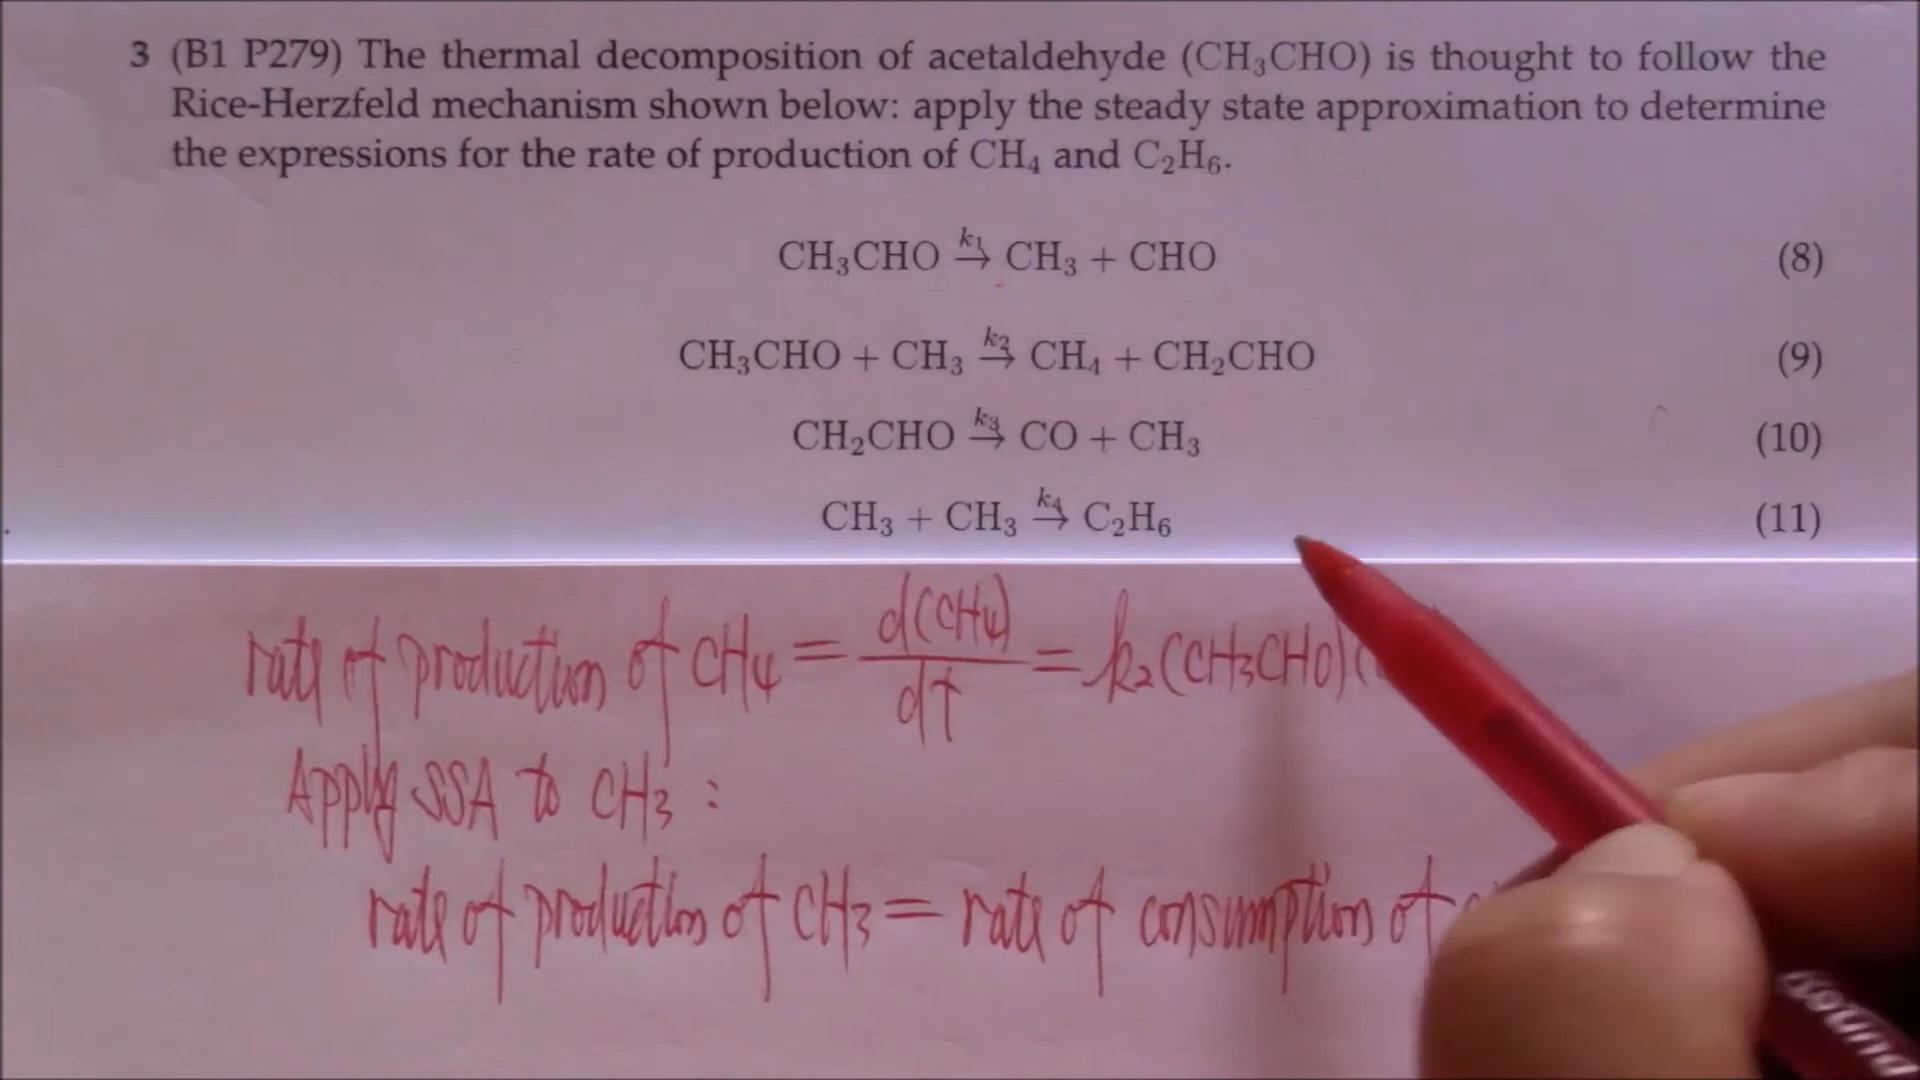 3 (B1 P279) The thermal decomposition of acetaldehyde (CH₃CHO) is thought to follow the
Rice-Herzfeld mechanism shown below: apply the steady state approximation to determine
the expressions for the rate of production of CH₄ and C₂H₆.
CH₃CHO →^{k₁} CH₃ + CHO (8)
CH₃CHO + CH₃ →^{k₂} CH₄ + CH₂CHO (9)
CH₂CHO →^{k₃} CO + CH₃ (10)
CH₃ + CH₃ →^{k₄} C₂H₆ (11)
rate of production of CH₄ = d(CH₄)/dt = k₂(CH₃CHO)(
Apply SSA to CH₃ :
rate of production of CH₃ = rate of consumption of